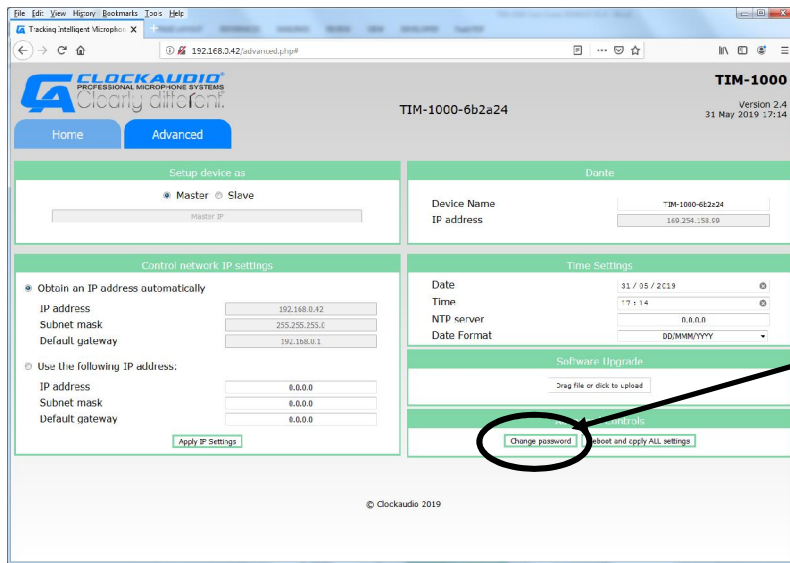 File Edit View History Bookmarks Tools Help
Tracking Intelligent Microphon X
192.168.0.42/advanced.php#
CLOCKAUDIO
PROFESSIONAL MICROPHONE SYSTEMS
Clearly different.
TIM-1000
TIM-1000-6b2a24
Version 2.4
31 May 2019 17:14
Home Advanced
Setup device as
Master Slave
Master IP
Dante
Device Name TIM-1000-6b2a24
IP address 169.254.153.99
Control network IP settings
Obtain an IP address automatically
IP address 192.168.0.42
Subnet mask 255.255.255.0
Default gateway 192.168.0.1
Use the following IP address:
IP address 0.0.0.0
Subnet mask 0.0.0.0
Default gateway 0.0.0.0
Apply IP Settings
Time Settings
Date 31 / 05 / 2019
Time 17 : 14
NTP server 0.0.0.0
Date Format DD/MMM/YYYY
Software Upgrade
Drag file or click to upload
Controls
Change password Reboot and apply ALL settings
© Clockaudio 2019